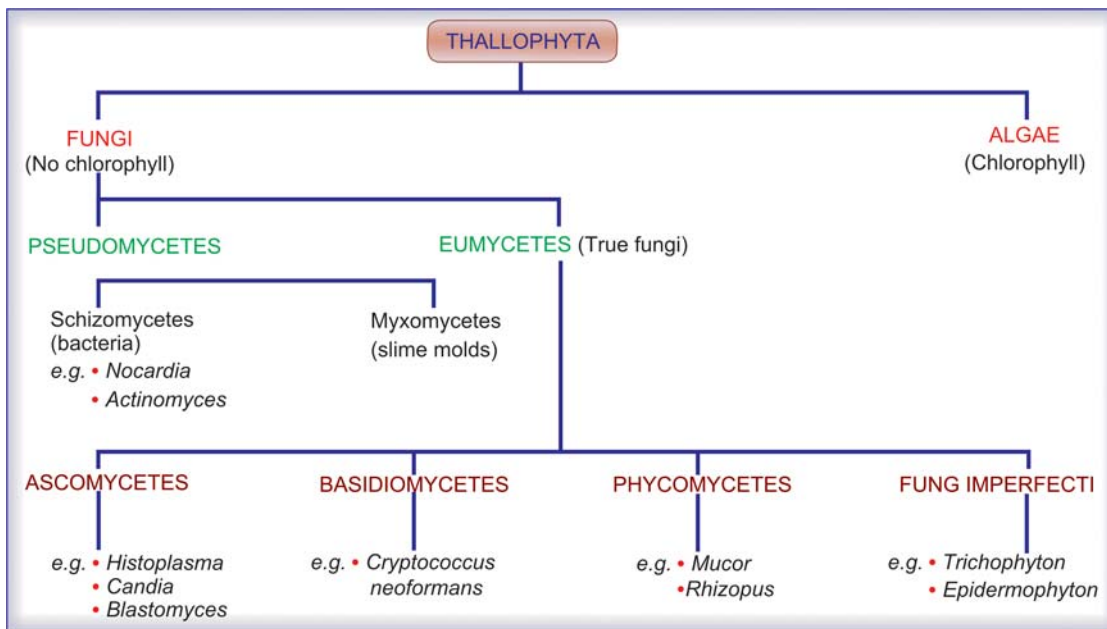 THALLOPHYTA
FUNGI
(No chlorophyll)
ALGAE
(Chlorophyll)
PSEUDOMYCETES
EUMYCETES (True fungi)
Schizomycetes
(bacteria)
e.g. • Nocardia
• Actinomyces
Myxomycetes
(slime molds)
ASCOMYCETES
e.g. • Histoplasma
• Candia
• Blastomyces
BASIDIOMYCETES
e.g. • Cryptococcus
neoformans
PHYCOMYCETES
e.g. • Mucor
•Rhizopus
FUNG IMPERFECTI
e.g. • Trichophyton
• Epidermophyton